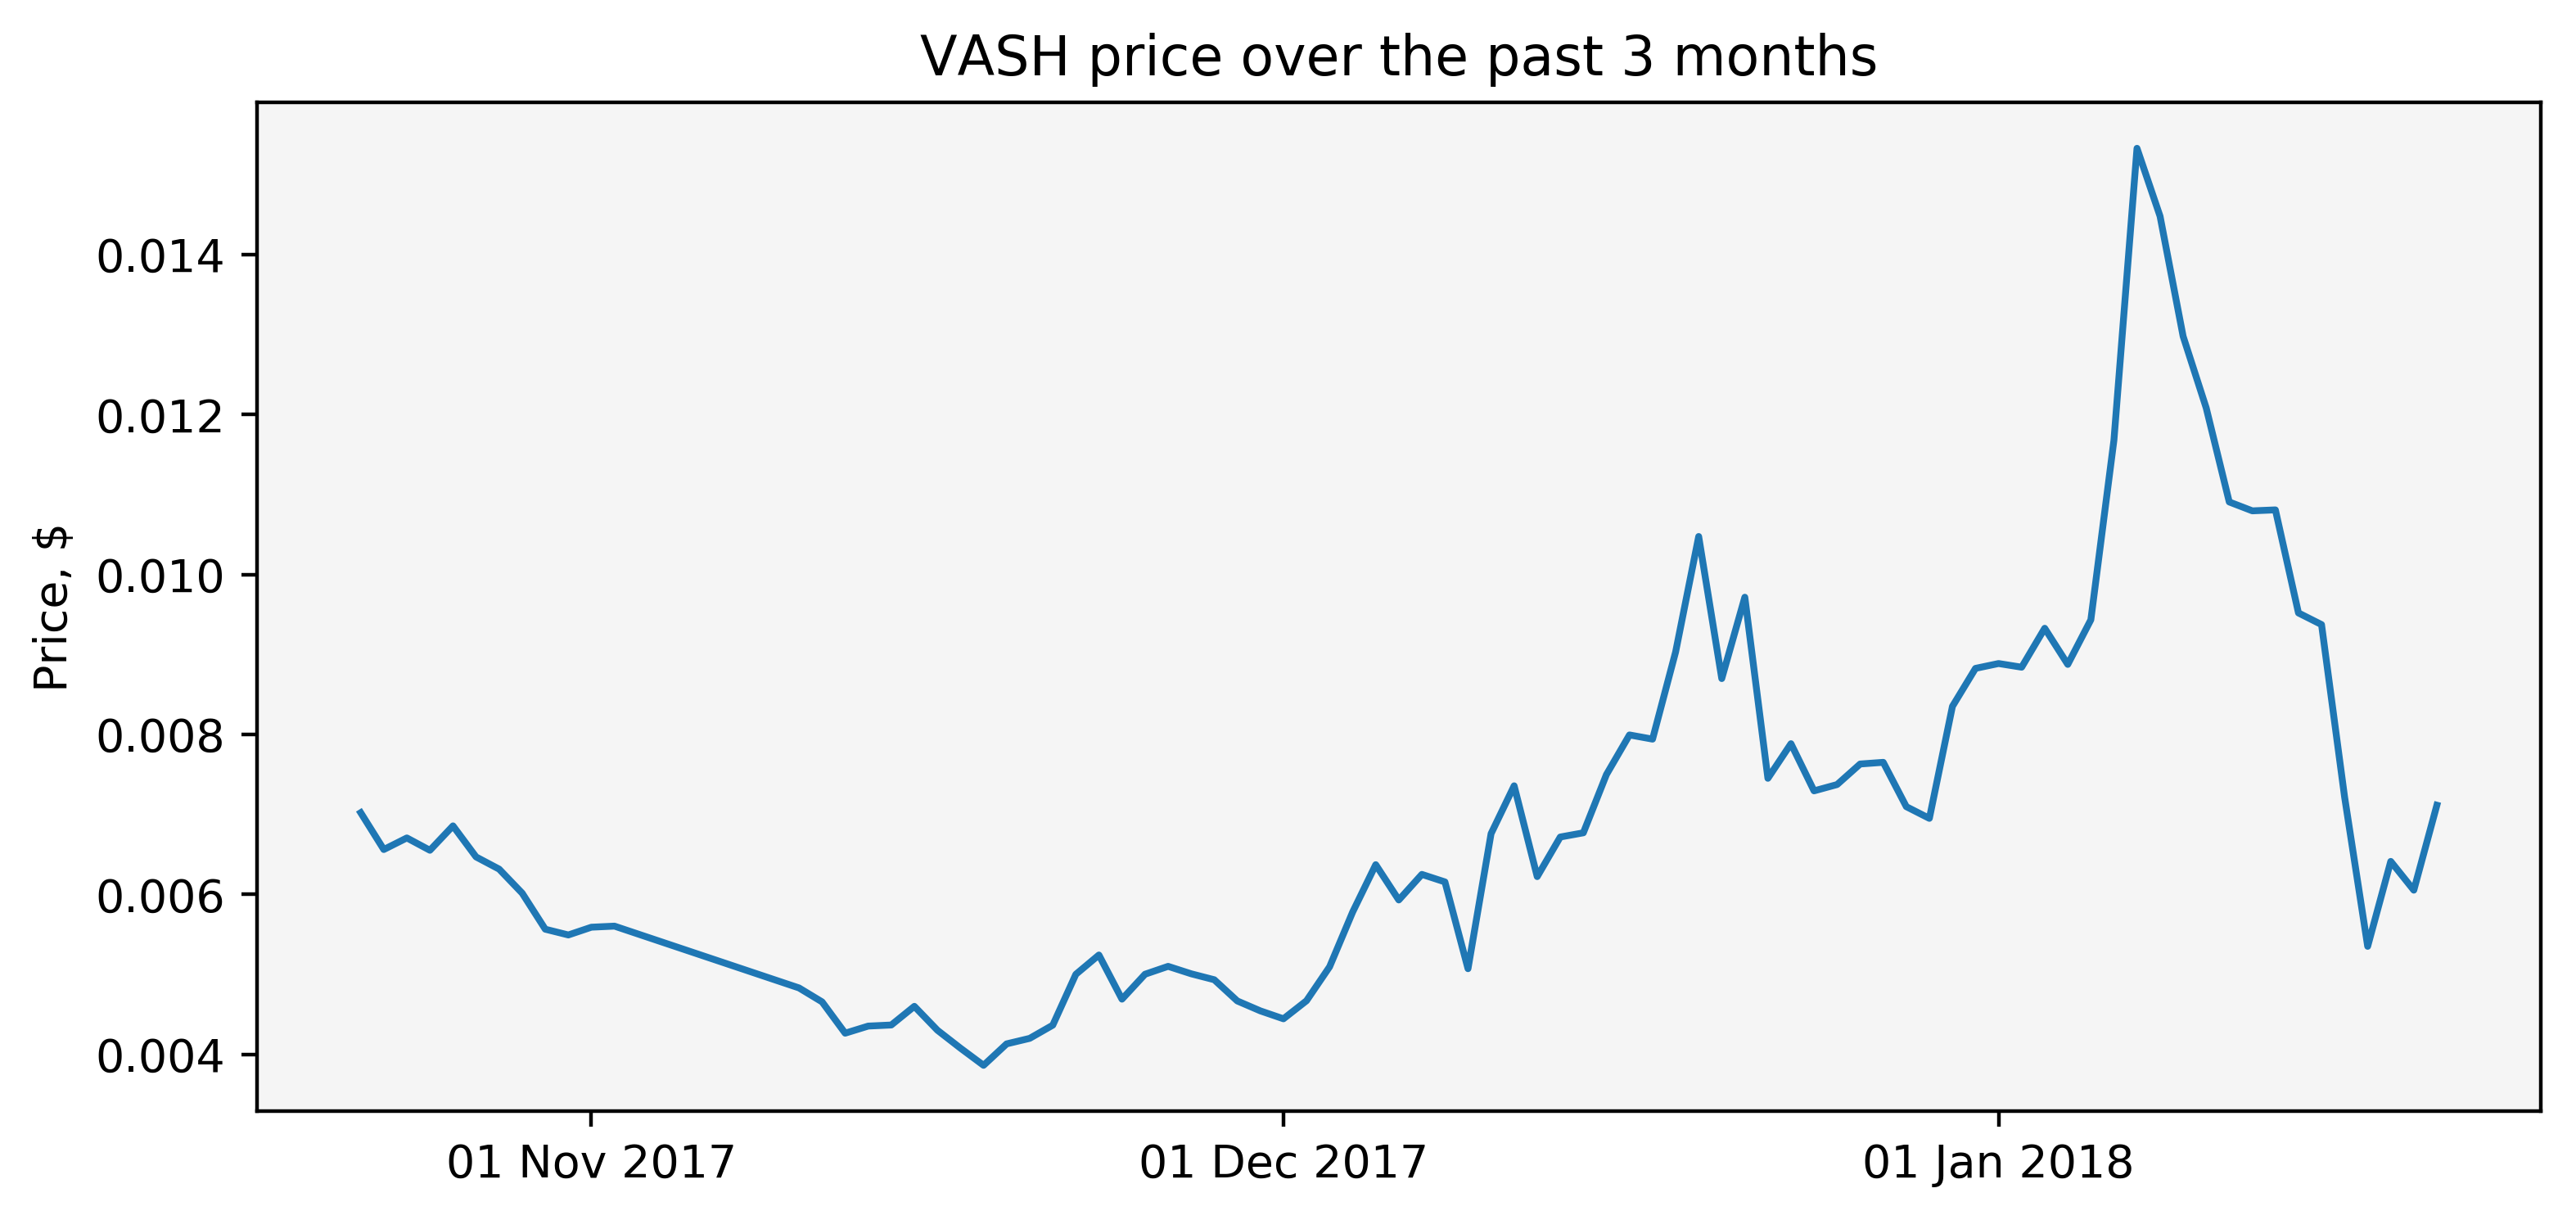 VASH price over the past 3 months
Price, $
0.014
0.012
0.010
0.008
0.006
0.004
01 Nov 2017
01 Dec 2017
01 Jan 2018